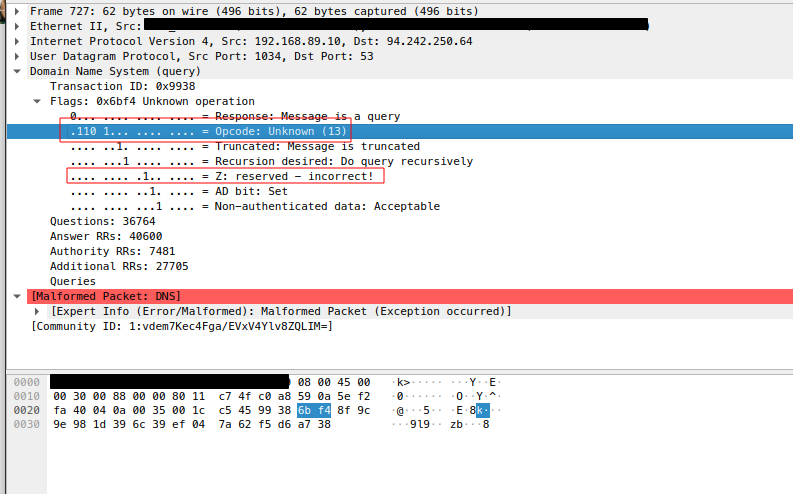 Frame 727: 62 bytes on wire (496 bits), 62 bytes captured (496 bits)
Ethernet II, Src:
Internet Protocol Version 4, Src: 192.168.89.10, Dst: 94.242.250.64
User Datagram Protocol, Src Port: 1034, Dst Port: 53
Domain Name System (query)
Transaction ID: 0x9938
Flags: 0x6bf4 Unknown operation
0... .... .... .... = Response: Message is a query
.110 1... .... .... = Opcode: Unknown (13)
.... ..1. .... .... = Truncated: Message is truncated
.... ...1 .... .... = Recursion desired: Do query recursively
.... .... .1.. .... = Z: reserved - incorrect!
.... .... ..1. .... = AD bit: Set
.... .... ...1 .... = Non-authenticated data: Acceptable
Questions: 36764
Answer RRs: 40600
Authority RRs: 7481
Additional RRs: 27705
Queries
[Malformed Packet: DNS]
[Expert Info (Error/Malformed): Malformed Packet (Exception occurred)]
[Community ID: 1:vdem7Kec4Fga/EVxV4Ylv8ZQLIM=]
0000 08 00 45 00 ·k>····· ···Y··E·
0010 00 30 00 88 00 00 80 11 c7 4f c0 a8 59 0a 5e f2 ·0······ ·O··Y·^·
0020 fa 40 04 0a 00 35 00 1c c5 45 99 38 6b f4 8f 9c ·@···5·· ·E·8k···
0030 9e 98 1d 39 6c 39 ef 04 7a 62 f5 d6 a7 38 ···9l9·· zb···8